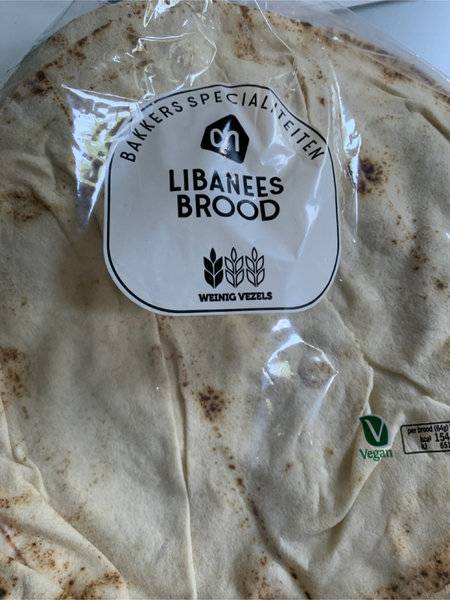 BAKKERS SPECIALITEITEN
ah
LIBANEES
BROOD
WEINIG VEZELS
Vegan
per brood (64g)
kcal 154
kJ